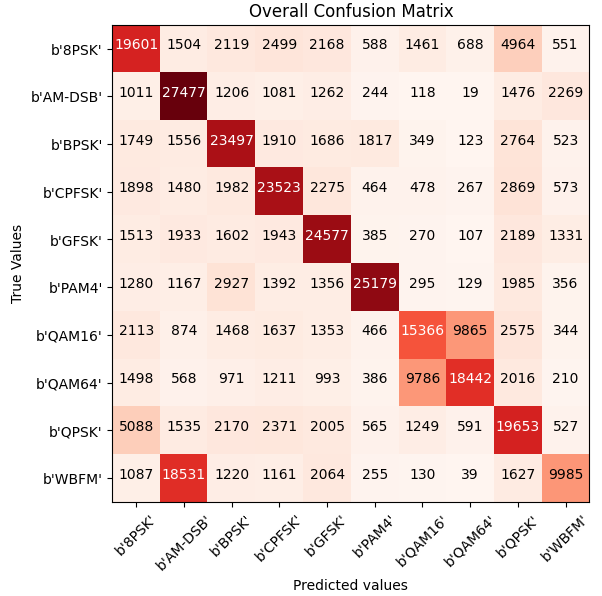 Overall Confusion Matrix
True Values
b'8PSK' 19601 1504 2119 2499 2168 588 1461 688 4964 551
b'AM-DSB' 1011 27477 1206 1081 1262 244 118 19 1476 2269
b'BPSK' 1749 1556 23497 1910 1686 1817 349 123 2764 523
b'CPFSK' 1898 1480 1982 23523 2275 464 478 267 2869 573
b'GFSK' 1513 1933 1602 1943 24577 385 270 107 2189 1331
b'PAM4' 1280 1167 2927 1392 1356 25179 295 129 1985 356
b'QAM16' 2113 874 1468 1637 1353 466 15366 9865 2575 344
b'QAM64' 1498 568 971 1211 993 386 9786 18442 2016 210
b'QPSK' 5088 1535 2170 2371 2005 565 1249 591 19653 527
b'WBFM' 1087 18531 1220 1161 2064 255 130 39 1627 9985
b'8PSK' b'AM-DSB' b'BPSK' b'CPFSK' b'GFSK' b'PAM4' b'QAM16' b'QAM64' b'QPSK' b'WBFM'
Predicted values